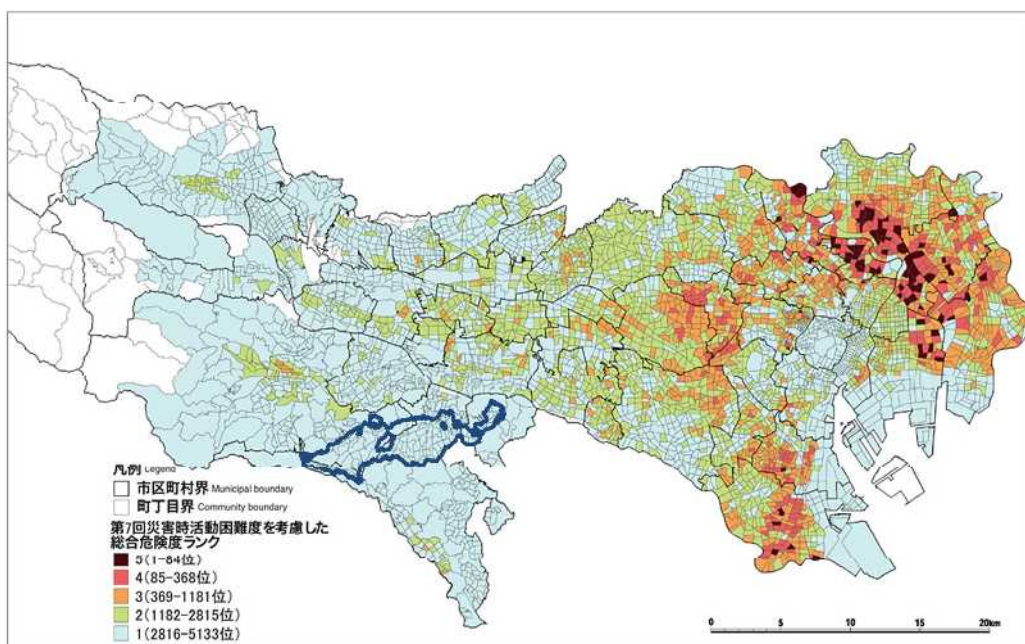 凡例 Legend
市区町村界 Municipal boundary
町丁目界 Community boundary
第7回災害時活動困難度を考慮した
総合危険度ランク
5(1-84位)
4(85-368位)
3(369-1181位)
2(1182-2815位)
1(2816-5133位)
0 5 10 15 20km